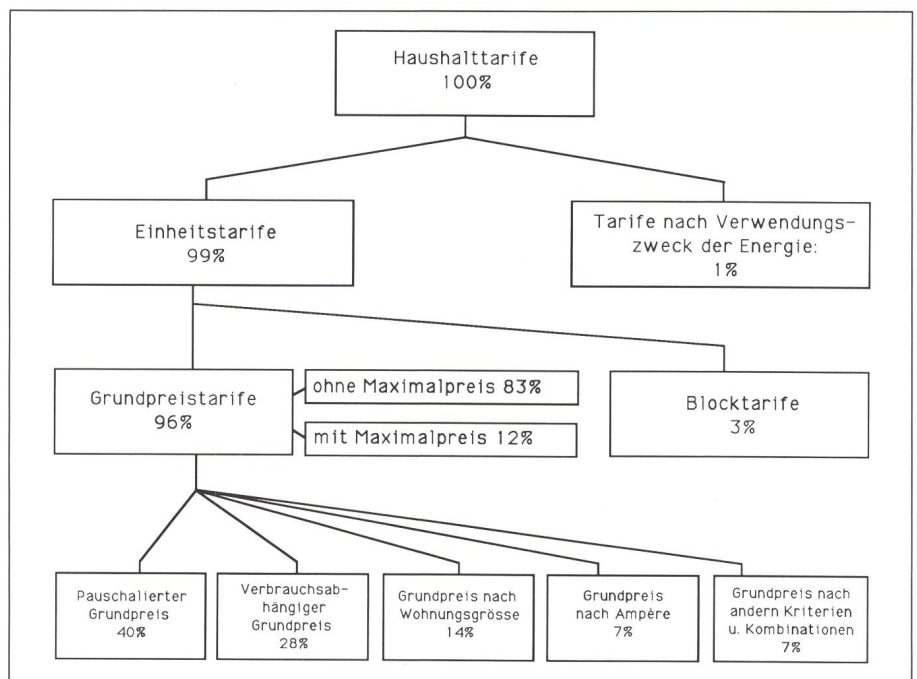 Haushalttarife
100%
Einheitstarife
99%
Tarife nach Verwendungs-
zweck der Energie:
1%
Grundpreistarife
96%
ohne Maximalpreis 83%
mit Maximalpreis 12%
Blocktarife
3%
Pauschalierter
Grundpreis
40%
Verbrauchsab-
hängiger
Grundpreis
28%
Grundpreis nach
Wohnungsgrösse
14%
Grundpreis
nach Ampère
7%
Grundpreis nach
andern Kriterien
u. Kombinationen
7%